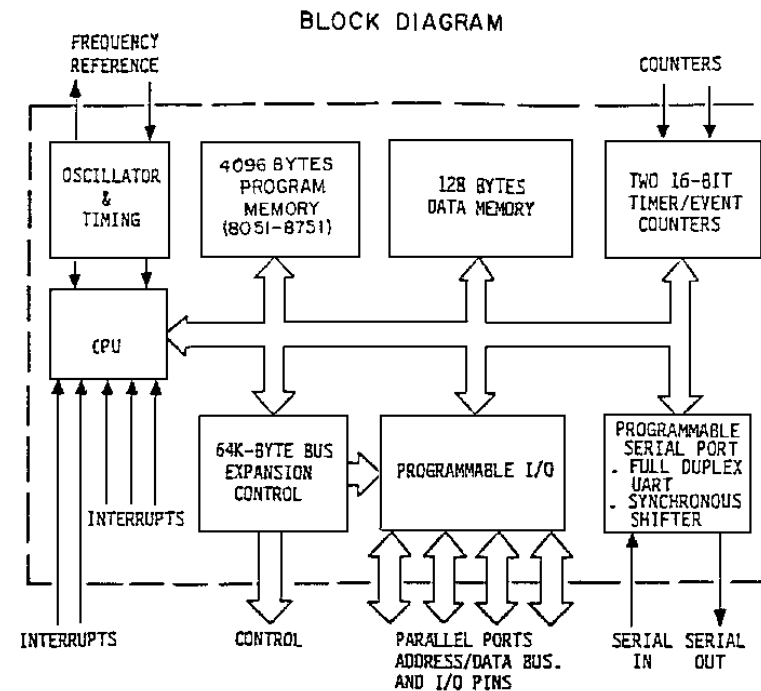 BLOCK DIAGRAM
FREQUENCY
REFERENCE
COUNTERS
OSCILLATOR
&
TIMING
4096 BYTES
PROGRAM
MEMORY
(8051-8751)
128 BYTES
DATA MEMORY
TWO 16-BIT
TIMER/EVENT
COUNTERS
CPU
64K-BYTE BUS
EXPANSION
CONTROL
PROGRAMMABLE I/O
PROGRAMMABLE
SERIAL PORT
. FULL DUPLEX
UART
. SYNCHRONOUS
SHIFTER
INTERRUPTS
INTERRUPTS
CONTROL
PARALLEL PORTS
ADDRESS/DATA BUS.
AND I/O PINS
SERIAL
IN
SERIAL
OUT